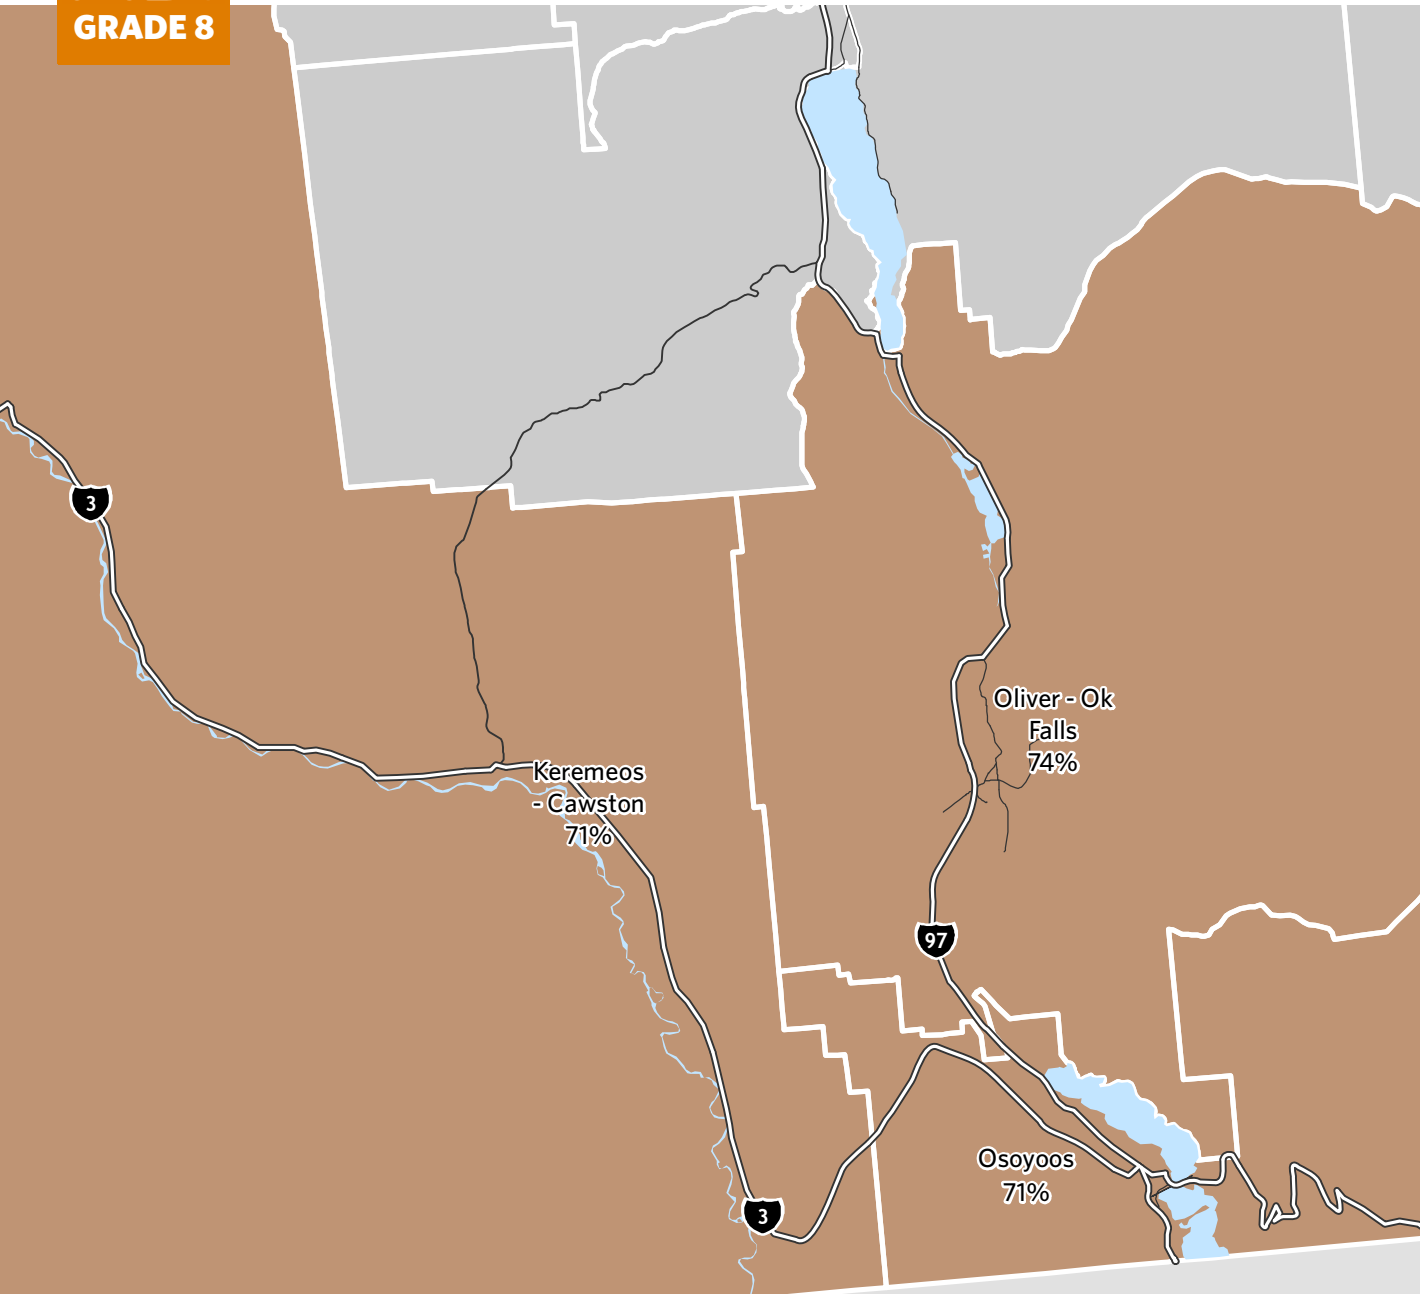 GRADE 8
3
Oliver - Ok
Falls
74%
Keremeos
- Cawston
71%
97
Osoyoos
71%
3